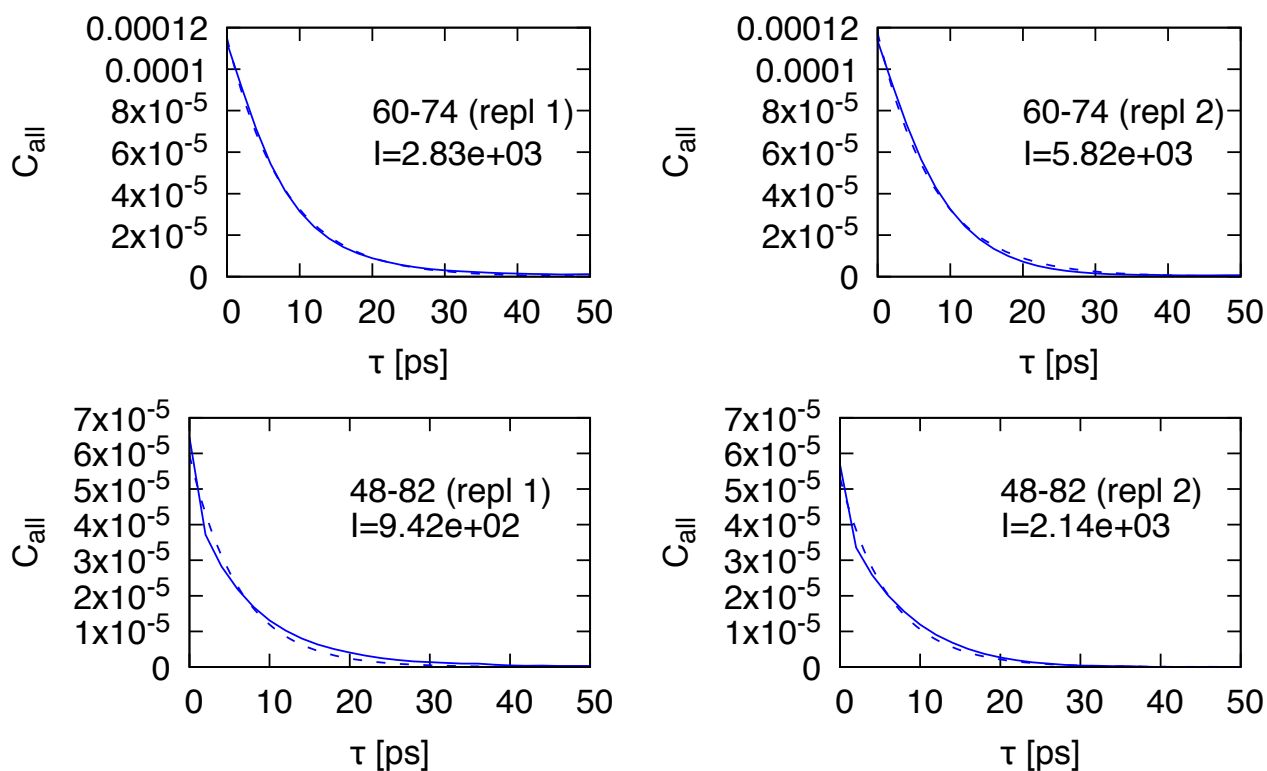 0.00012
0.0001
8x10-5
6x10-5
4x10-5
2x10-5
0
Call
60-74 (repl 1)
I=2.83e+03
0 10 20 30 40 50
τ [ps]
0.00012
0.0001
8x10-5
6x10-5
4x10-5
2x10-5
0
Call
60-74 (repl 2)
I=5.82e+03
0 10 20 30 40 50
τ [ps]
7x10-5
6x10-5
5x10-5
4x10-5
3x10-5
2x10-5
1x10-5
0
Call
48-82 (repl 1)
I=9.42e+02
0 10 20 30 40 50
τ [ps]
7x10-5
6x10-5
5x10-5
4x10-5
3x10-5
2x10-5
1x10-5
0
Call
48-82 (repl 2)
I=2.14e+03
0 10 20 30 40 50
τ [ps]